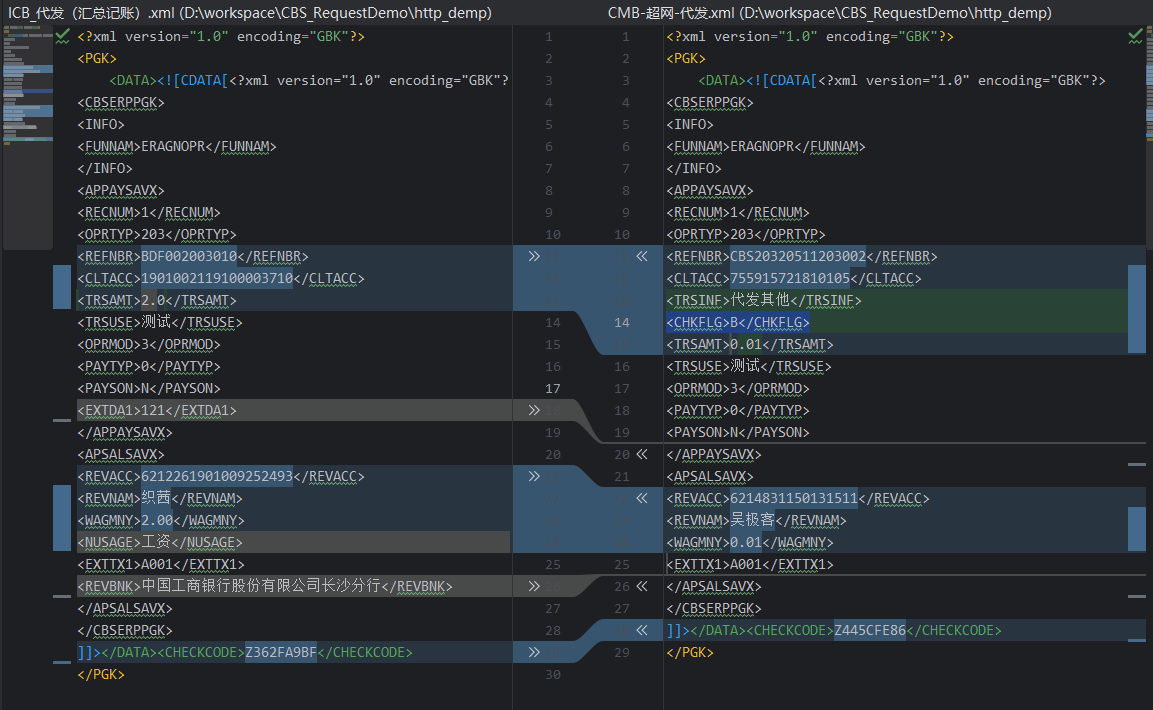 ICB_代发（汇总记账）.xml (D:\workspace\CBS_RequestDemo\http_demp)
<?xml version="1.0" encoding="GBK"?>
<PGK>
<DATA><![CDATA[<?xml version="1.0" encoding="GBK"?
<CBSERPPGK>
<INFO>
<FUNNAM>ERAGNOPR</FUNNAM>
</INFO>
<APPAYSAVX>
<RECNUM>1</RECNUM>
<OPRTYP>203</OPRTYP>
<REFNBR>BDF002003010</REFNBR>
<CLTACC>1901002119100003710</CLTACC>
<TRSAMT>2.0</TRSAMT>
<TRSUSE>测试</TRSUSE>
<OPRMOD>3</OPRMOD>
<PAYTYP>0</PAYTYP>
<PAYSON>N</PAYSON>
<EXTDA1>121</EXTDA1>
</APPAYSAVX>
<APSALSAVX>
<REVACC>6212261901009252493</REVACC>
<REVNAM>织茜</REVNAM>
<WAGMNY>2.00</WAGMNY>
<NUSAGE>工资</NUSAGE>
<EXTTX1>A001</EXTTX1>
<REVBNK>中国工商银行股份有限公司长沙分行</REVBNK>
</APSALSAVX>
</CBSERPPGK>
]]></DATA><CHECKCODE>Z362FA9BF</CHECKCODE>
</PGK>
1
2
3
4
5
6
7
8
9
10
14
15
16
17
19
20
25
27
28
30
CMB-超网-代发.xml (D:\workspace\CBS_RequestDemo\http_demp)
1 <?xml version="1.0" encoding="GBK"?>
2 <PGK>
3 <DATA><![CDATA[<?xml version="1.0" encoding="GBK"?>
4 <CBSERPPGK>
5 <INFO>
6 <FUNNAM>ERAGNOPR</FUNNAM>
7 </INFO>
8 <APPAYSAVX>
9 <RECNUM>1</RECNUM>
10 <OPRTYP>203</OPRTYP>
<REFNBR>CBS20320511203002</REFNBR>
<CLTACC>755915721810105</CLTACC>
<TRSINF>代发其他</TRSINF>
14 <CHKFLG>B</CHKFLG>
<TRSAMT>0.01</TRSAMT>
16 <TRSUSE>测试</TRSUSE>
17 <OPRMOD>3</OPRMOD>
18 <PAYTYP>0</PAYTYP>
19 <PAYSON>N</PAYSON>
20 </APPAYSAVX>
21 <APSALSAVX>
<REVACC>6214831150131511</REVACC>
<REVNAM>吴极客</REVNAM>
<WAGMNY>0.01</WAGMNY>
25 <EXTTX1>A001</EXTTX1>
26 </APSALSAVX>
27 </CBSERPPGK>
]]></DATA><CHECKCODE>Z445CFE86</CHECKCODE>
29 </PGK>